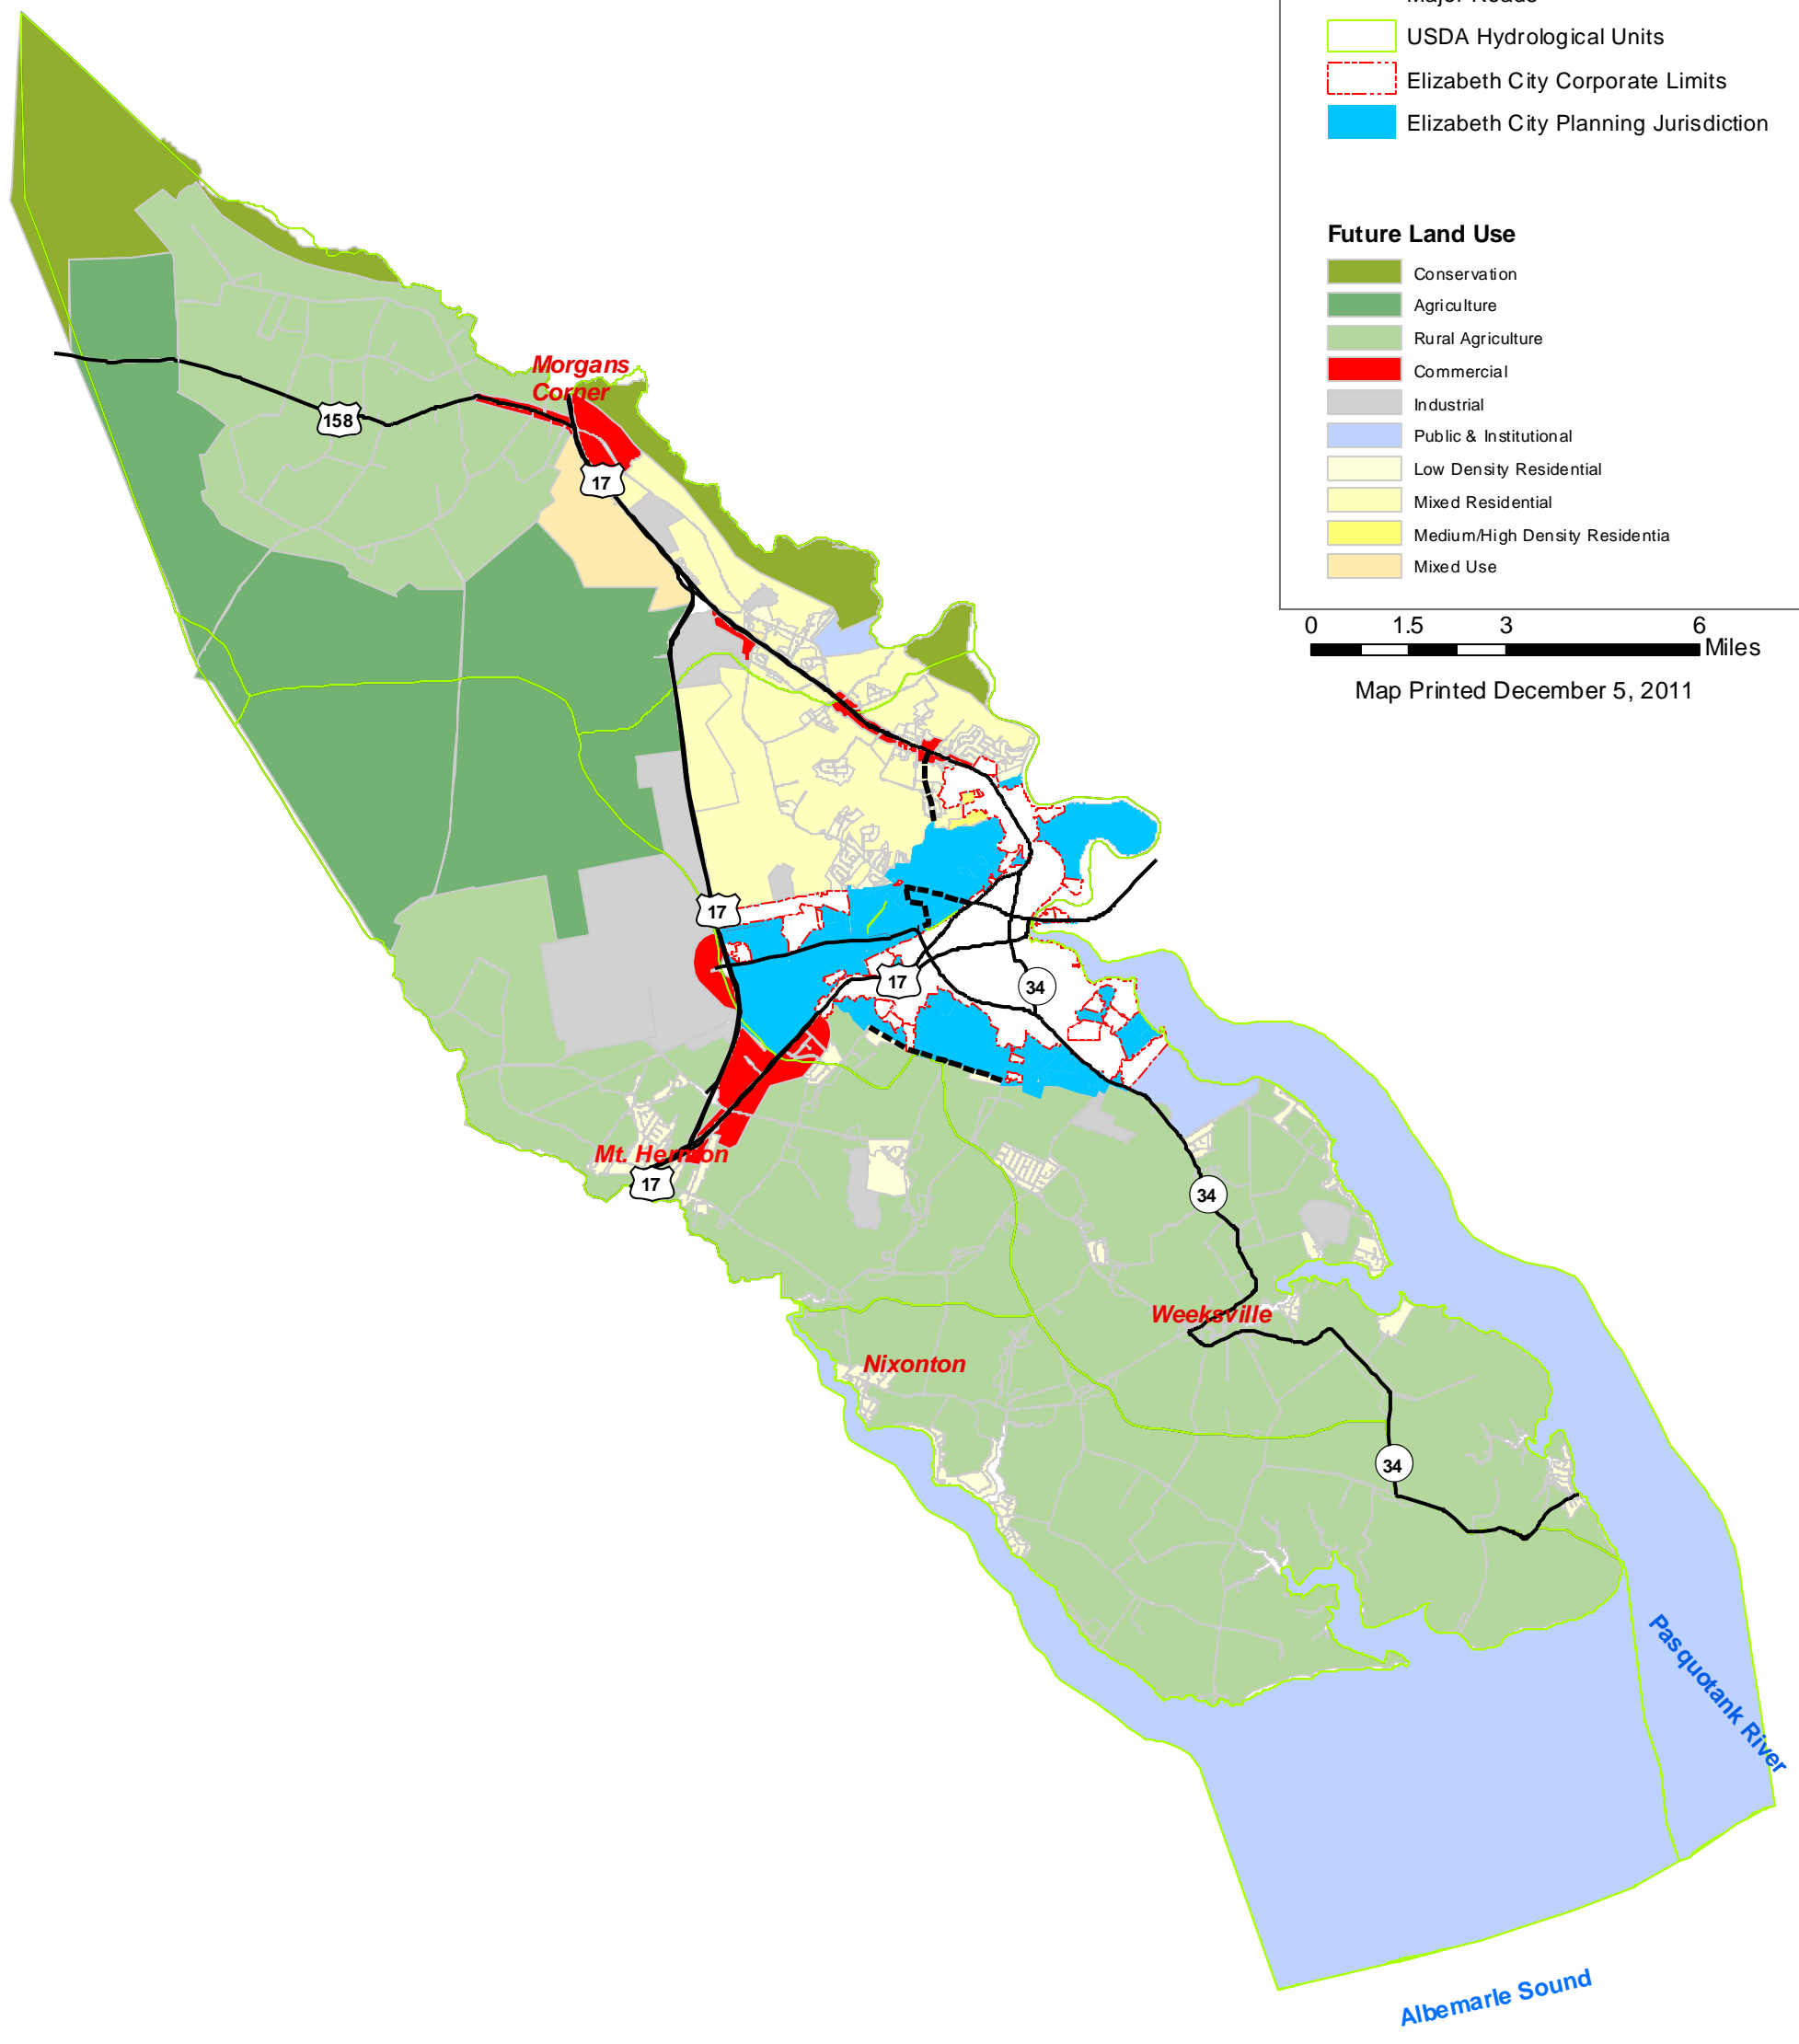 Major Roads
USDA Hydrological Units
Elizabeth City Corporate Limits
Elizabeth City Planning Jurisdiction
Future Land Use
Conservation
Agriculture
Rural Agriculture
Commercial
Industrial
Public & Institutional
Low Density Residential
Mixed Residential
Medium/High Density Residentia
Mixed Use
0 1.5 3 6
Miles
Map Printed December 5, 2011
Morgans
Corner
158
17
17
17
34
Mt. Hermon
17
34
Weeksville
Nixonton
34
Pasquotank River
Albemarle Sound